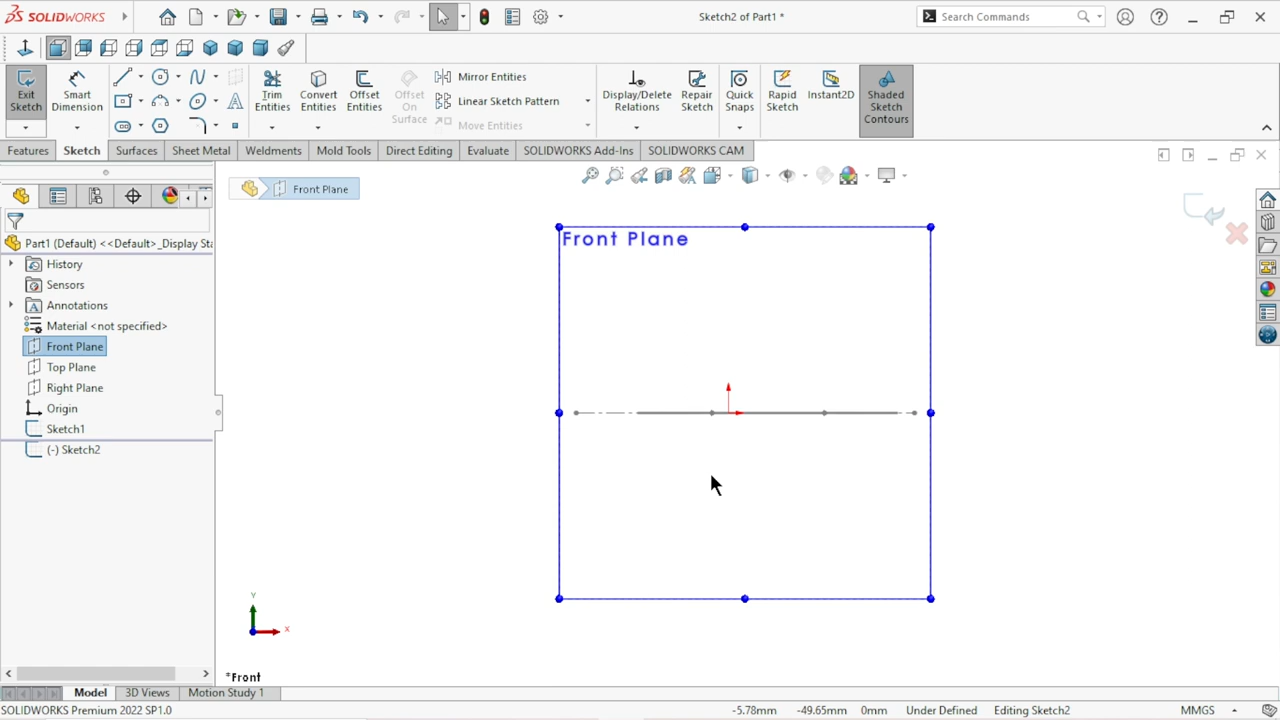 SOLIDWORKS
Sketch2 of Part1 *
Search Commands
Exit Sketch
Smart Dimension
Trim Entities
Convert Entities
Offset Entities
Offset On Surface
Mirror Entities
Linear Sketch Pattern
Move Entities
Display/Delete Relations
Repair Sketch
Quick Snaps
Rapid Sketch
Instant2D
Shaded Sketch Contours
Features
Sketch
Surfaces
Sheet Metal
Weldments
Mold Tools
Direct Editing
Evaluate
SOLIDWORKS Add-Ins
SOLIDWORKS CAM
Front Plane
Part1 (Default) <<Default>_Display Sta
History
Sensors
Annotations
Material <not specified>
Front Plane
Top Plane
Right Plane
Origin
Sketch1
(-) Sketch2
Front Plane
Y
X
*Front
Model
3D Views
Motion Study 1
SOLIDWORKS Premium 2022 SP1.0
-5.78mm
-49.65mm
0mm
Under Defined
Editing Sketch2
MMGS